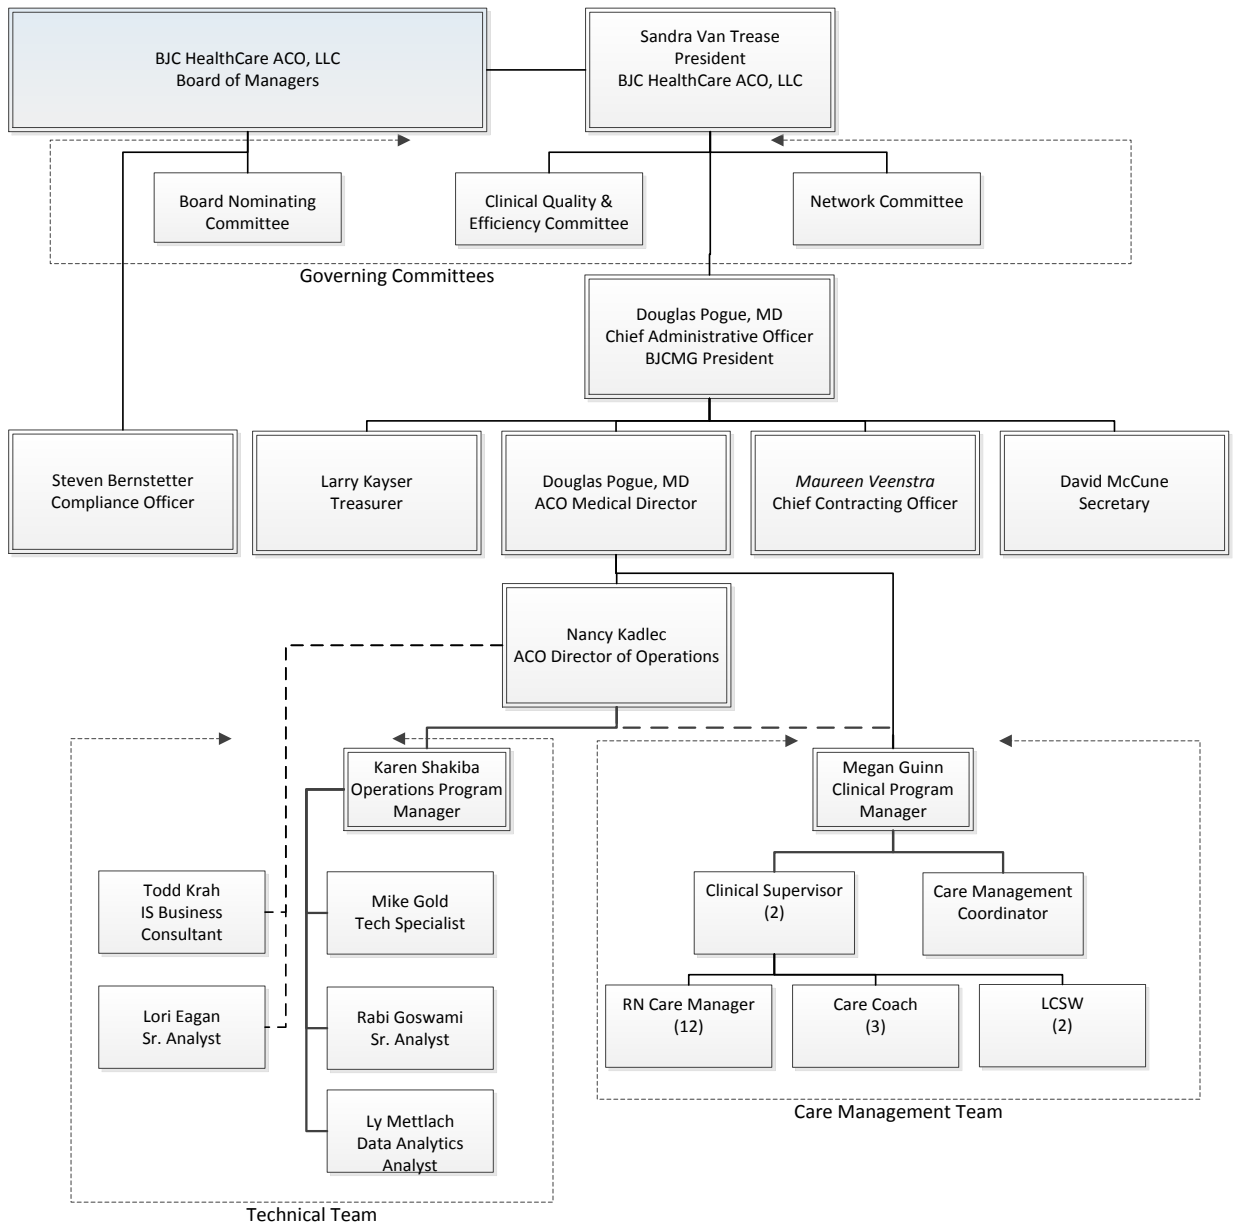 BJC HealthCare ACO, LLC
Board of Managers
Sandra Van Trease
President
BJC HealthCare ACO, LLC
Board Nominating
Committee
Clinical Quality &
Efficiency Committee
Network Committee
Governing Committees
Douglas Pogue, MD
Chief Administrative Officer
BJCMG President
Steven Bernstetter
Compliance Officer
Larry Kayser
Treasurer
Douglas Pogue, MD
ACO Medical Director
Maureen Veenstra
Chief Contracting Officer
David McCune
Secretary
Nancy Kadlec
ACO Director of Operations
Karen Shakiba
Operations Program
Manager
Megan Guinn
Clinical Program
Manager
Todd Krah
IS Business
Consultant
Mike Gold
Tech Specialist
Clinical Supervisor
(2)
Care Management
Coordinator
Lori Eagan
Sr. Analyst
Rabi Goswami
Sr. Analyst
RN Care Manager
(12)
Care Coach
(3)
LCSW
(2)
Ly Mettlach
Data Analytics
Analyst
Care Management Team
Technical Team